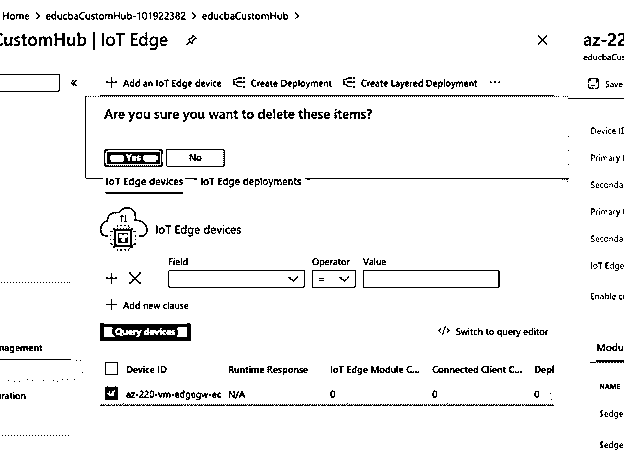 Home > educbaCustomHub-101922382 > educbaCustomHub >
CustomHub | IoT Edge
az-22
educbaCus
« + Add an IoT Edge device Create Deployment Create Layered Deployment ...
Save
Are you sure you want to delete these items?
Yes No
IoT Edge devices IoT Edge deployments
IoT Edge devices
Field Operator Value
=
+ Add new clause
Query devices </> Switch to query editor
Device ID Runtime Response IoT Edge Module C... Connected Client C... Depl
az-220-vm-edgegw-ec N/A 0 0 0
nagement
ration
Device ID
Primary
Seconda
Primary
Seconda
IoT Edge
Enable c
Modu
NAME
$edge
$edge